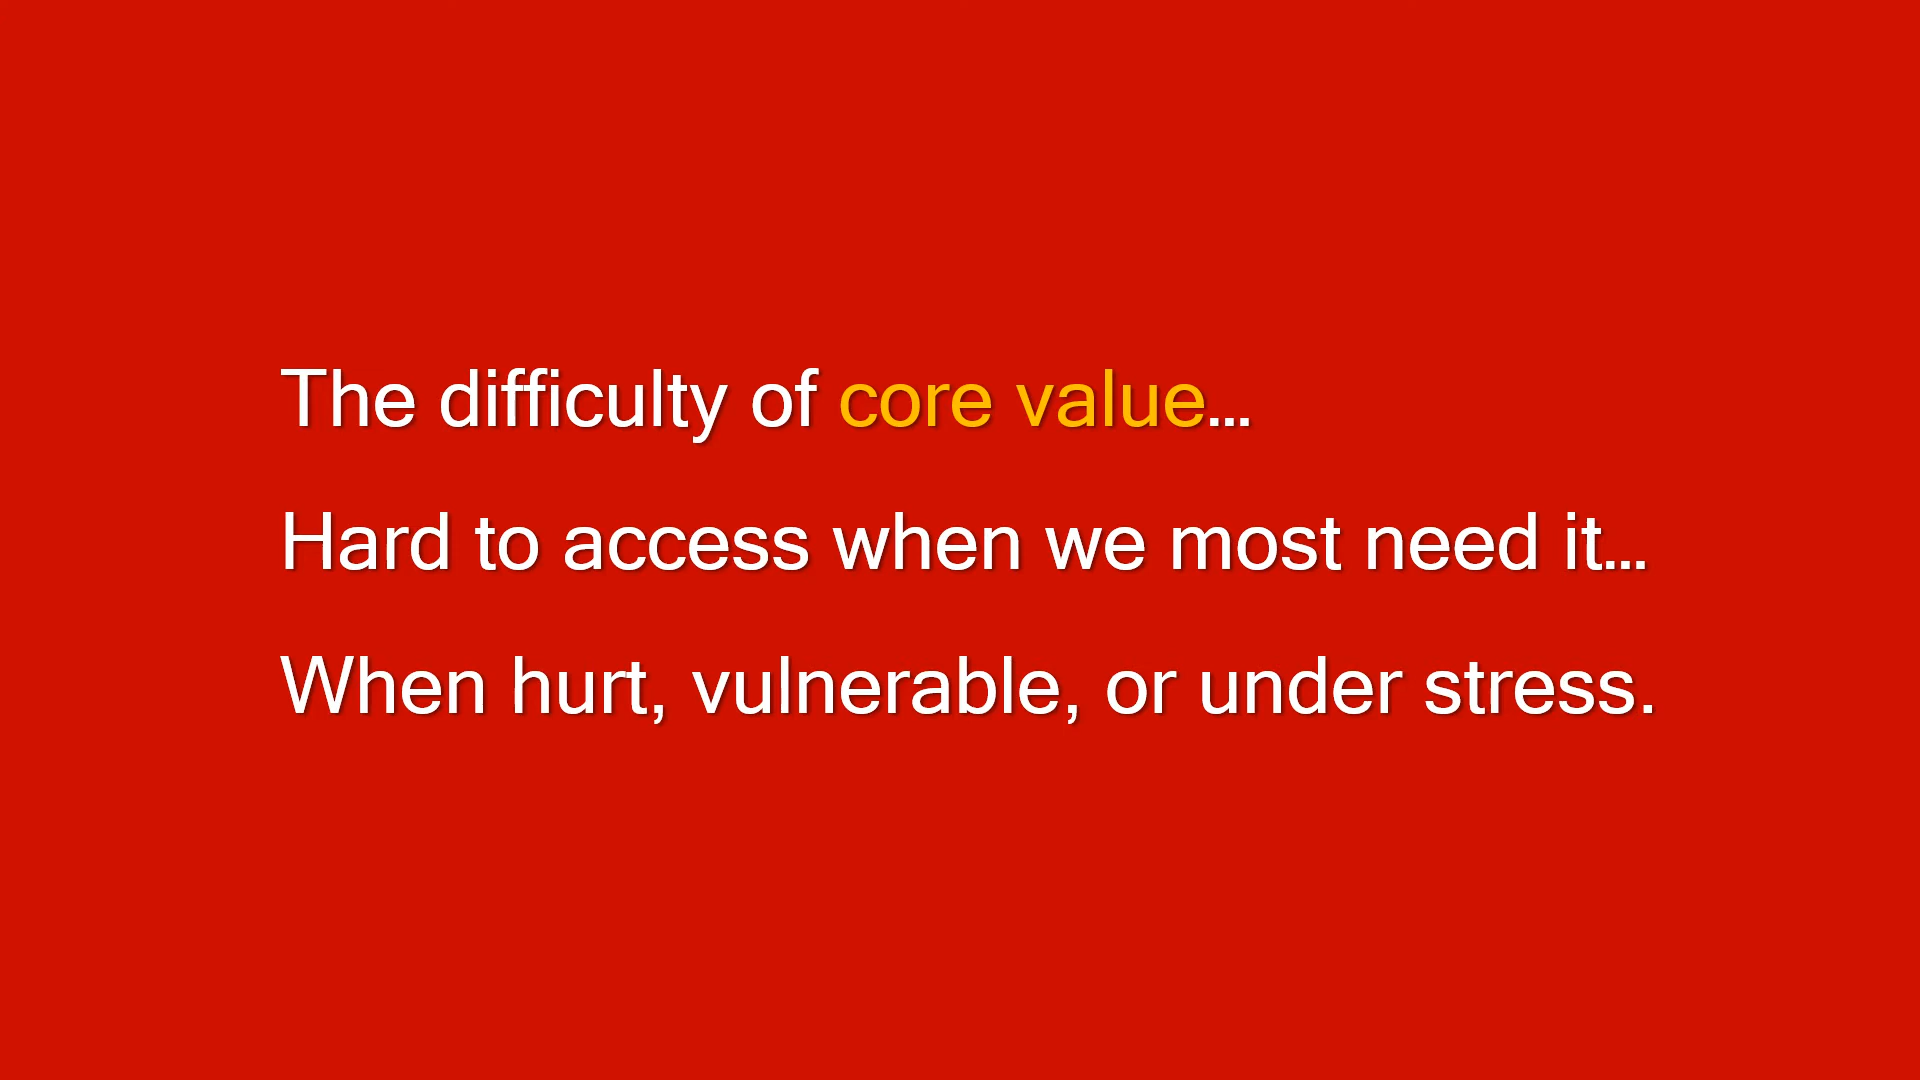 The difficulty of core value...
Hard to access when we most need it...
When hurt, vulnerable, or under stress.